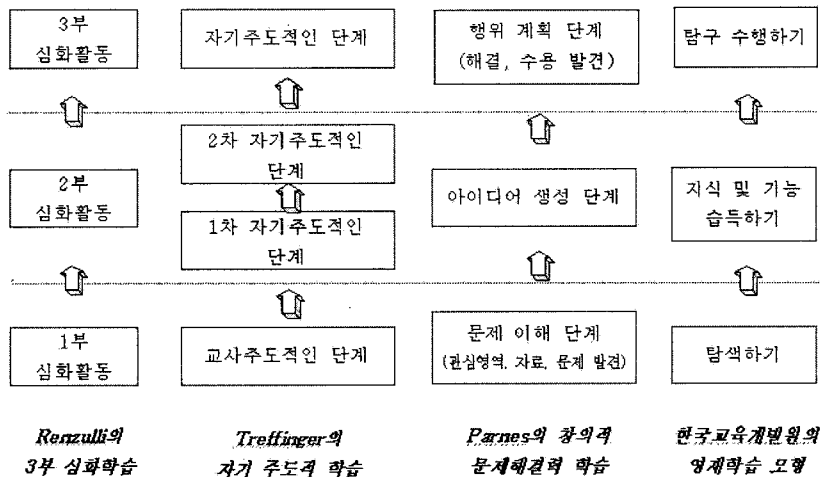 3부
심화활동
자기주도적인 단계
행위 계획 단계
(해결, 수용 발견)
탐구 수행하기
2차 자기주도적인
단계
2부
심화활동
아이디어 생성 단계
지식 및 기능
습득하기
1차 자기주도적인
단계
1부
심화활동
교사주도적인 단계
문제 이해 단계
(관심영역, 자료, 문제 발견)
탐색하기
Renzulli의
3부 심화학습
Treffinger의
자기 주도적 학습
Parnes의 창의적
문제해결력 학습
한국교육개발원의
영재학습 모형